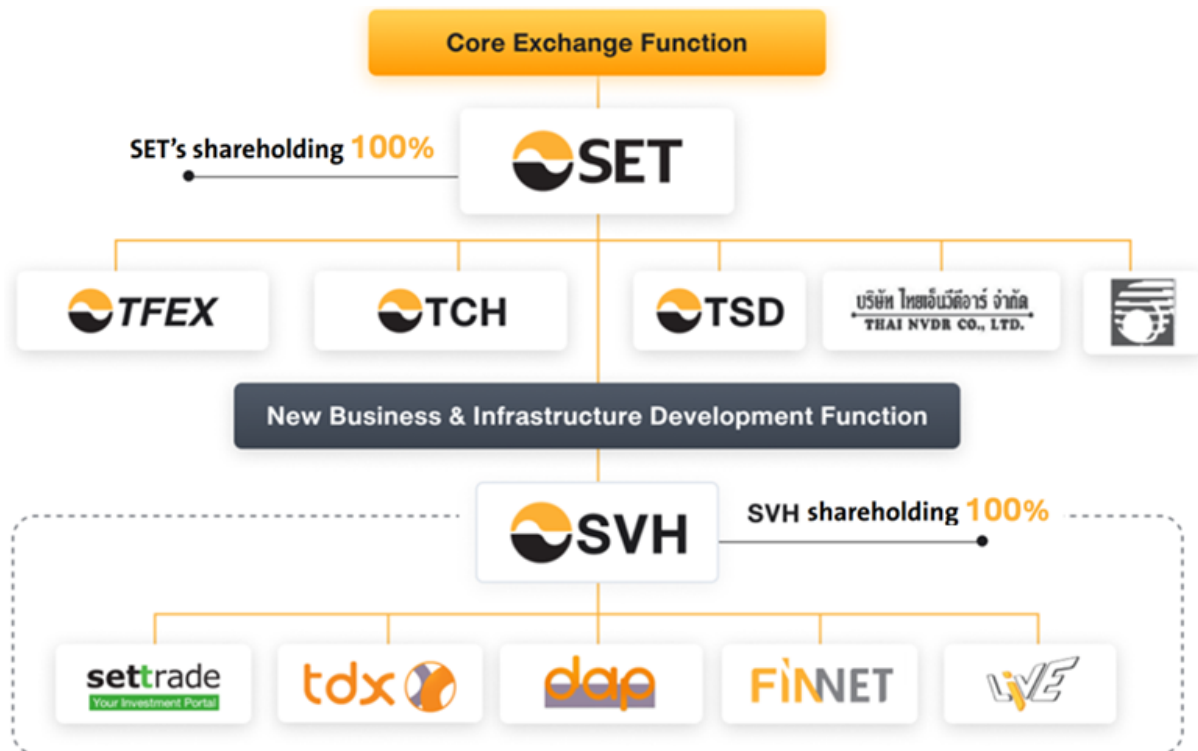 Core Exchange Function
SET's shareholding 100%
SET
TFEX
TCH
TSD
บริษัท ไทยเอ็นวีดีอาร์ จำกัด
THAI NVDR CO., LTD.
New Business & Infrastructure Development Function
SVH
SVH shareholding 100%
settrade
Your Investment Portal
tdx
dap
FiNNET
LiVE